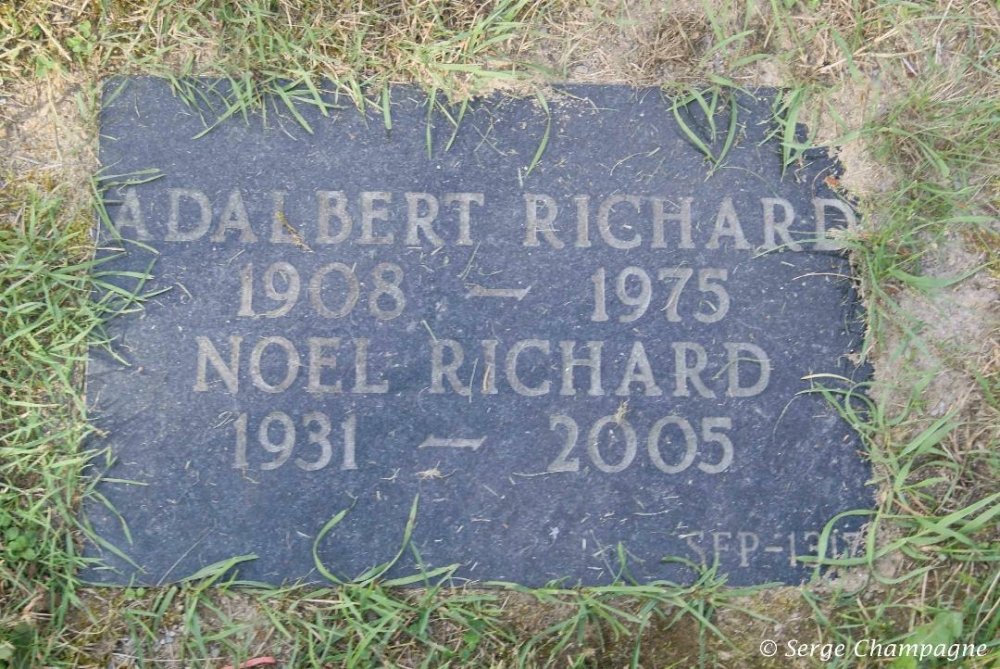 ADALBERT RICHARD
1908 — 1975
NOEL RICHARD
1931 — 2005
© Serge Champagne